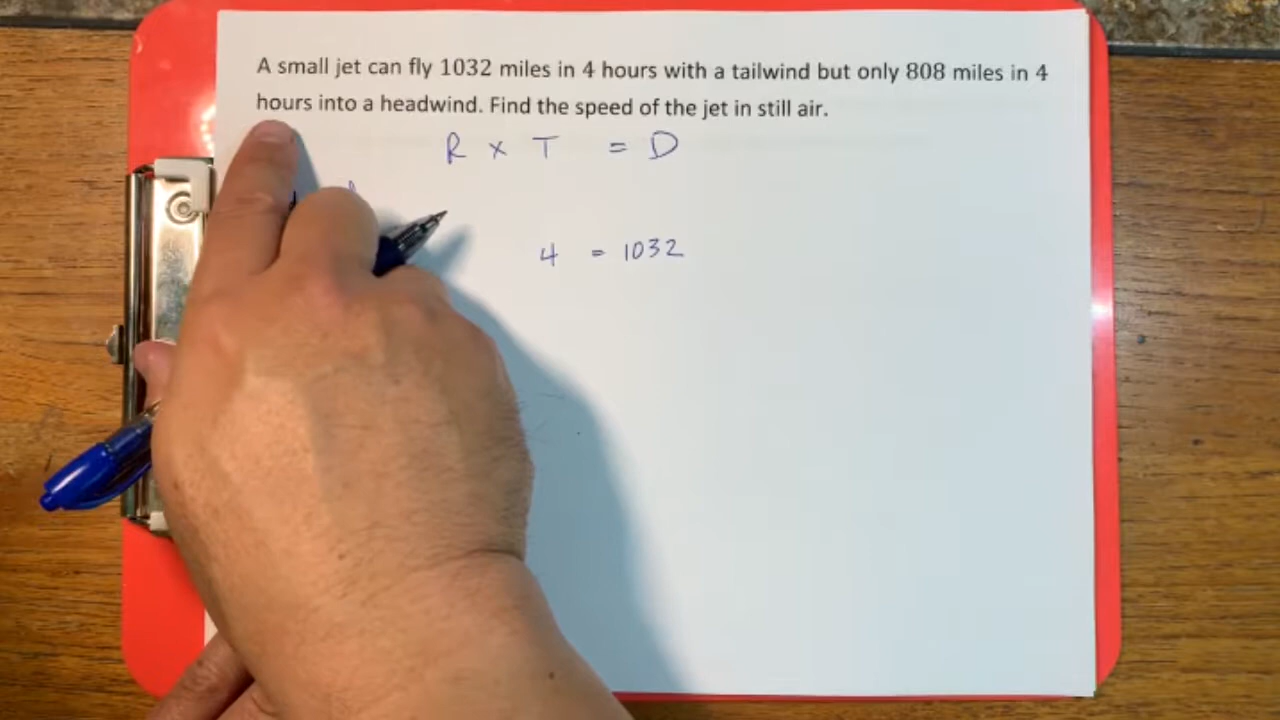 A small jet can fly 1032 miles in 4 hours with a tailwind but only 808 miles in 4
hours into a headwind. Find the speed of the jet in still air.
R x T = D
4 = 1032